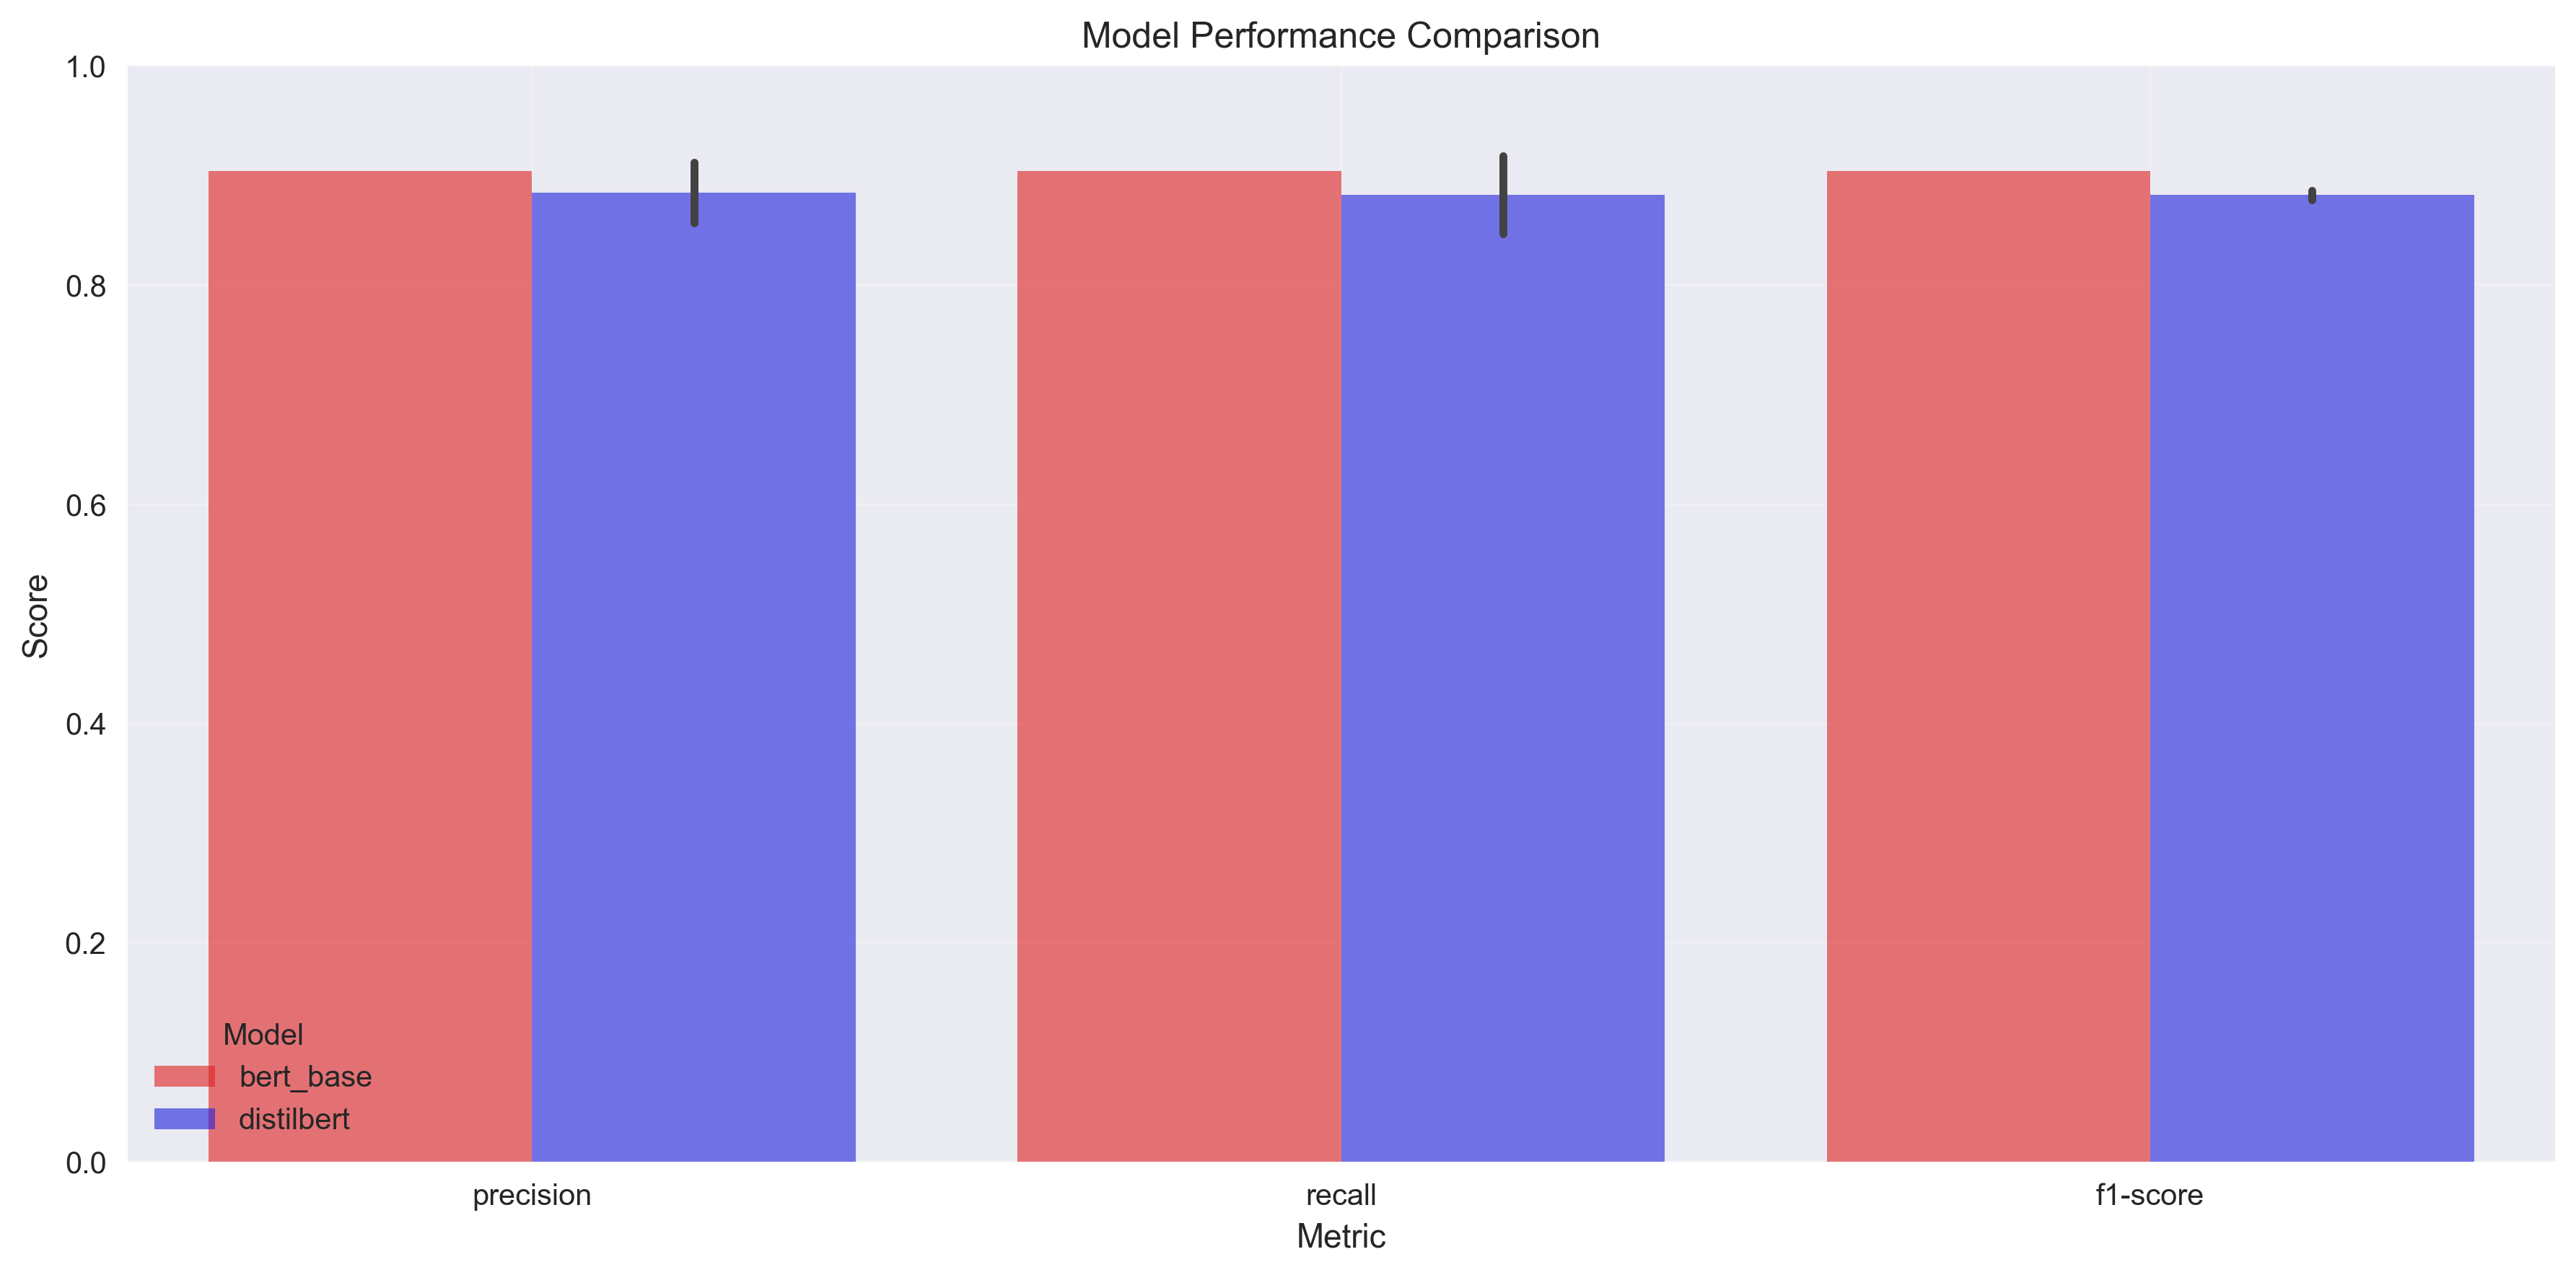 Model Performance Comparison
1.0
0.8
0.6
0.4
0.2
0.0
Score
Model
bert_base
distilbert
precision
recall
f1-score
Metric